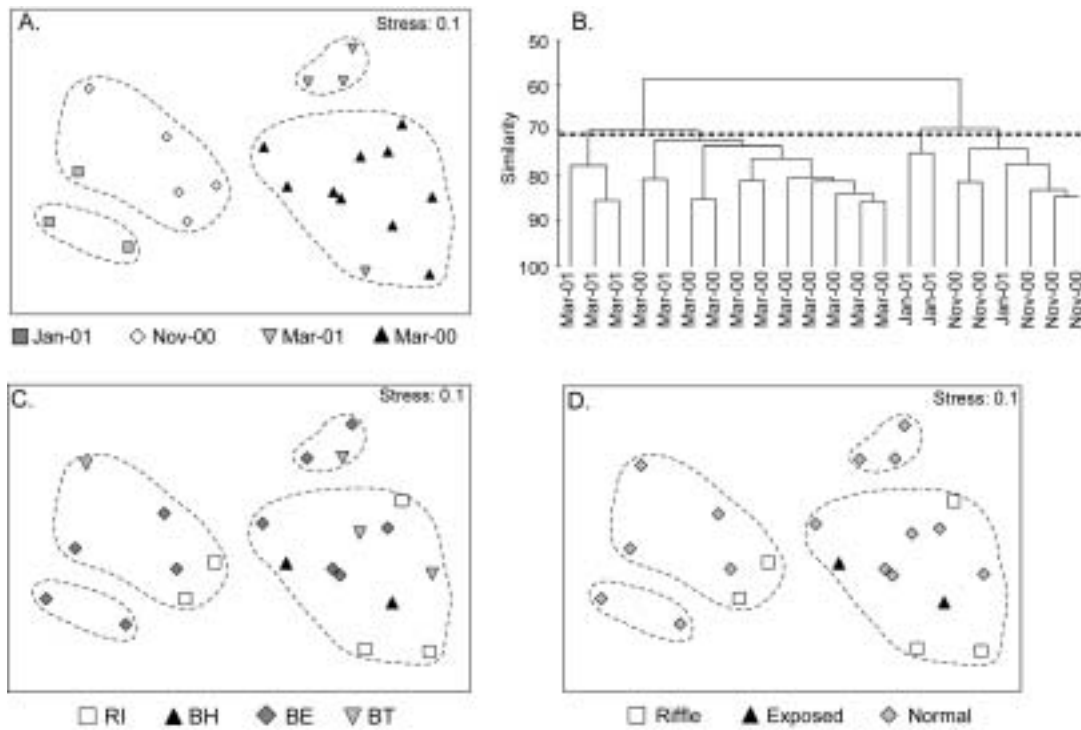 A.
Stress: 0.1
Jan-01
Nov-00
Mar-01
Mar-00
B.
Similarity
50
60
70
80
90
100
Mar-01
Mar-01
Mar-01
Mar-00
Mar-00
Mar-00
Mar-00
Mar-00
Mar-00
Mar-00
Mar-00
Mar-00
Mar-00
Jan-01
Jan-01
Nov-00
Nov-00
Jan-01
Nov-00
Nov-00
Nov-00
C.
Stress: 0.1
RI
BH
BE
BT
D.
Stress: 0.1
Riffle
Exposed
Normal